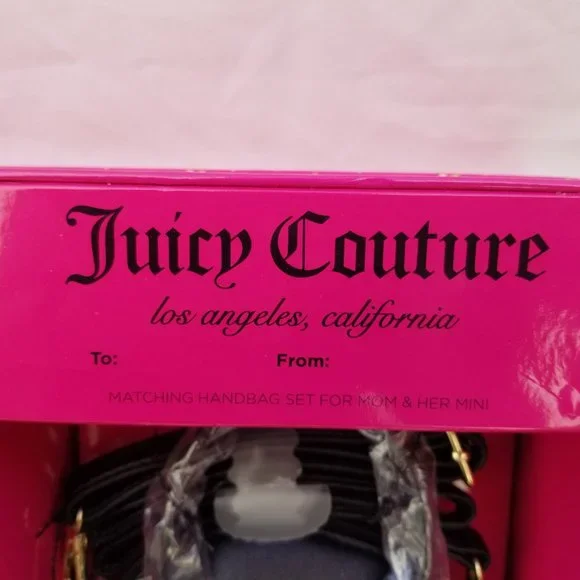 Juicy Couture
los angeles, california
To: From:
MATCHING HANDBAG SET FOR MOM & HER MINI